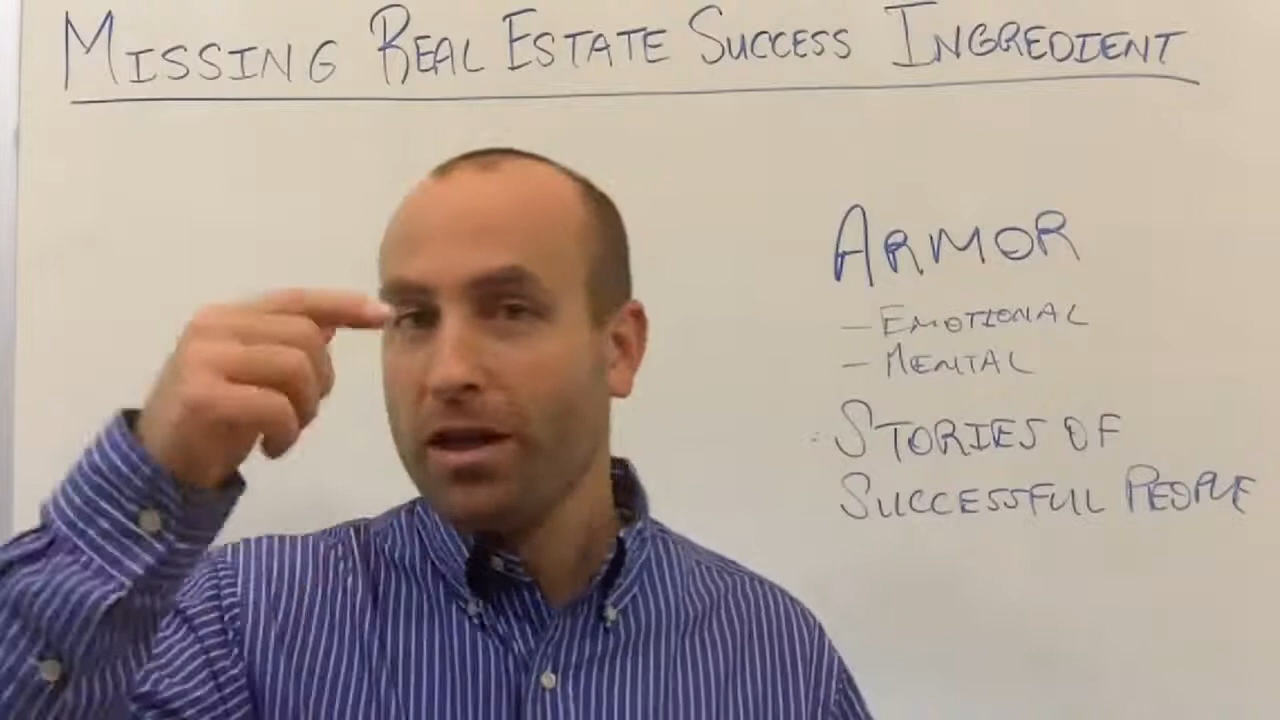 MISSING REAL ESTATE SUCCESS INGREDIENT
ARMOR
- EMOTIONAL
- MENTAL
STORIES OF
SUCCESSFUL PEOPLE